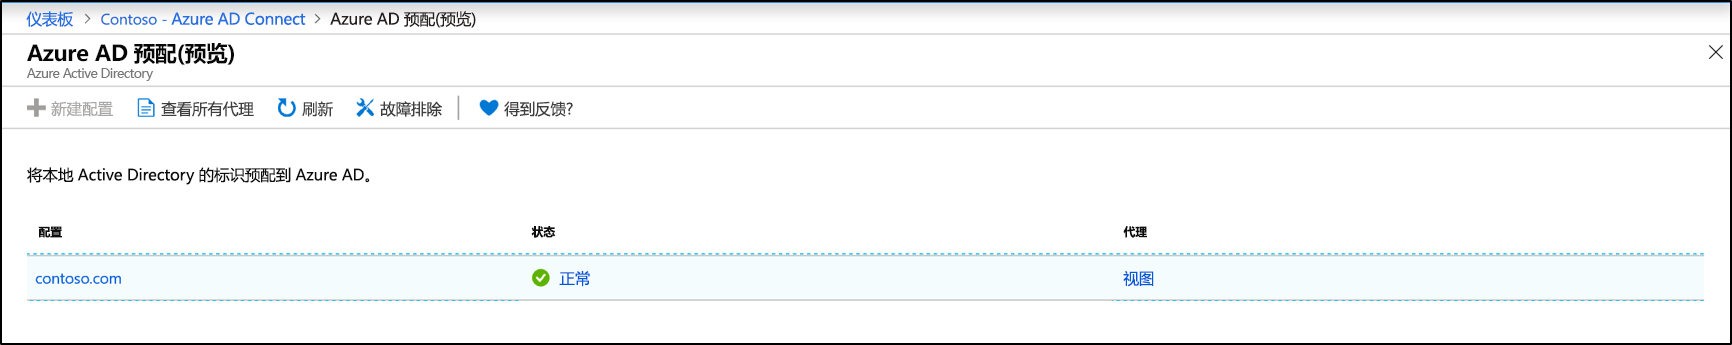 仪表板 > Contoso - Azure AD Connect > Azure AD 预配(预览)
Azure AD 预配(预览)
Azure Active Directory
新建配置 查看所有代理 刷新 故障排除 得到反馈?
将本地 Active Directory 的标识预配到 Azure AD。
配置 状态 代理
contoso.com 正常 视图